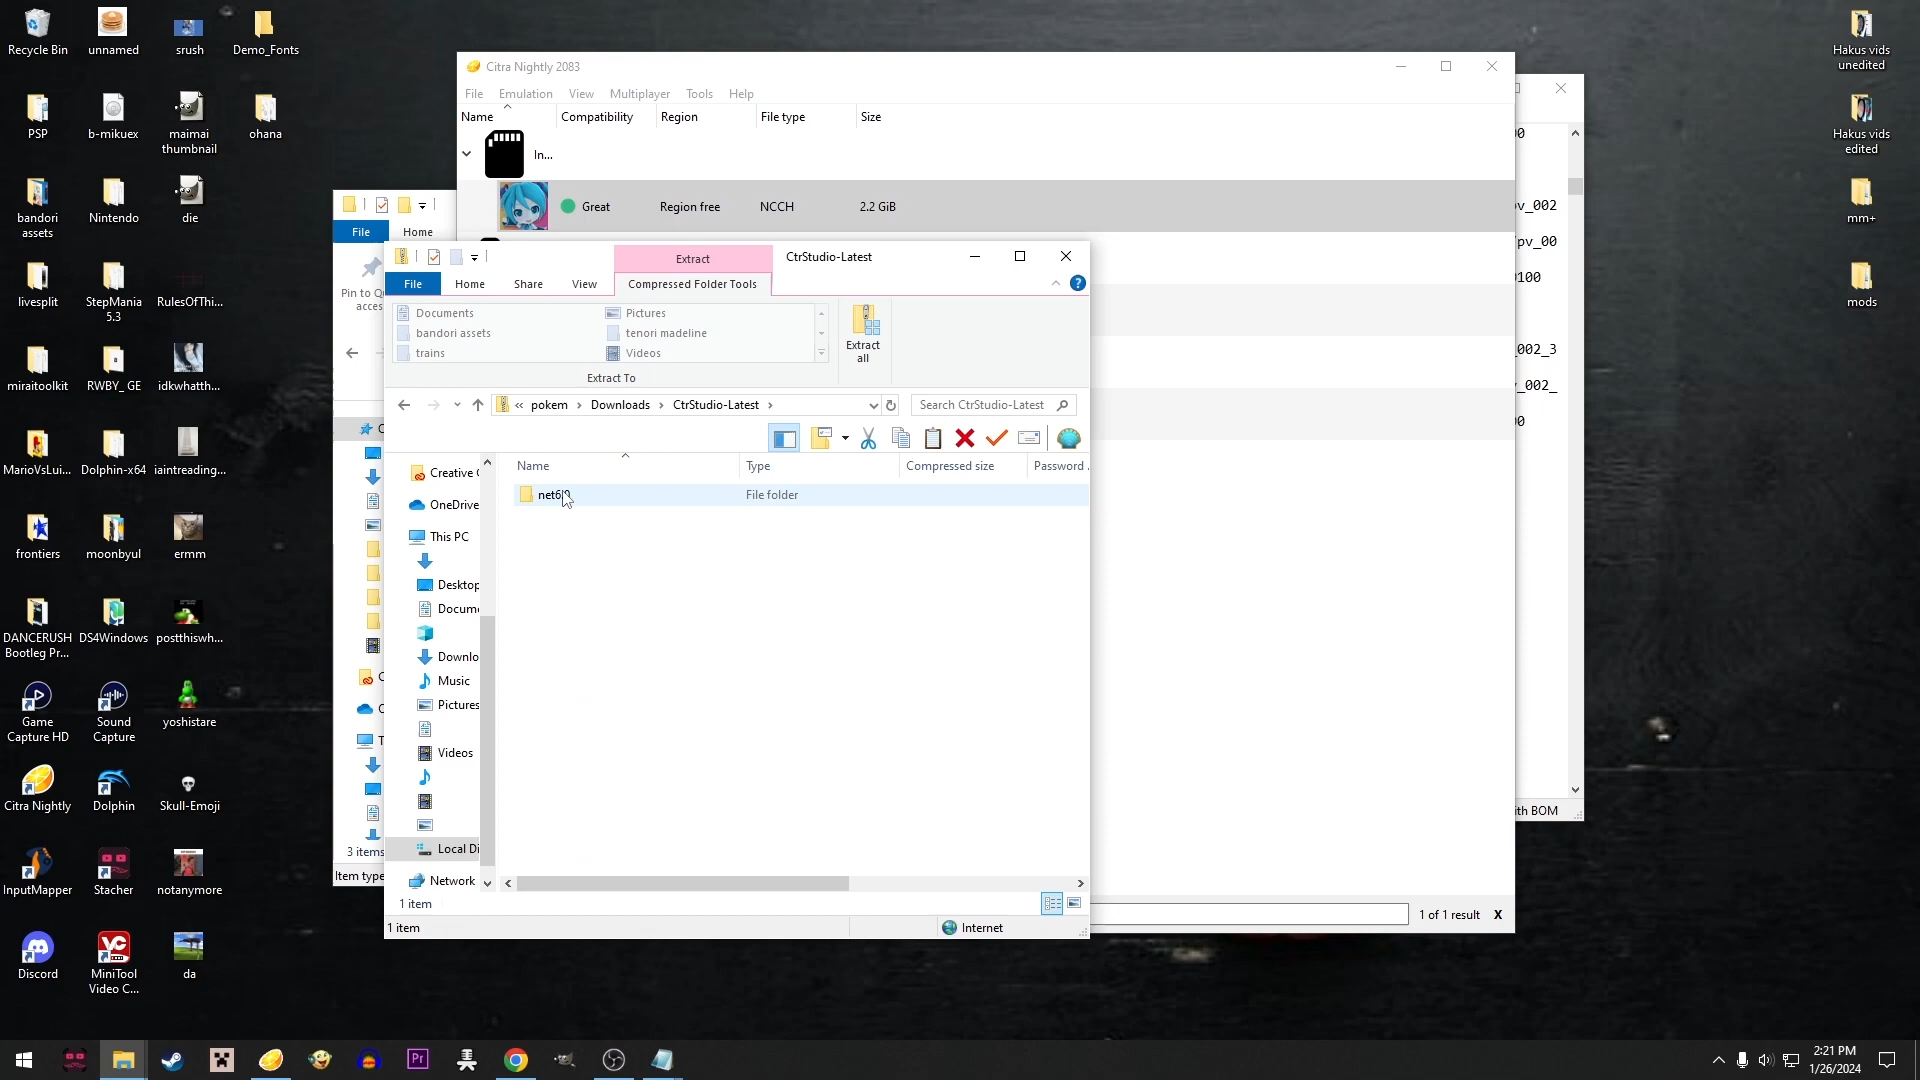 Recycle Bin
unnamed
srush
Demo_Fonts
PSP
b-mikuex
maimai
thumbnail
ohana
bandori
assets
Nintendo
die
livesplit
StepMania
5.3
RulesOfThi...
miraitoolkit
RWBY_ GE
idkwhatth...
MarioVsLui...
Dolphin-x64
iaintreading...
frontiers
moonbyul
ermm
DANCERUSH
Bootleg Pr...
DS4Windows
postthiswh...
Game
Capture HD
Sound
Capture
yoshistare
Citra Nightly
Dolphin
Skull-Emoji
InputMapper
Stacher
notanymore
Discord
MiniTool
Video C...
da
Hakus vids
unedited
Hakus vids
edited
mm+
mods
Citra Nightly 2083
File Emulation View Multiplayer Tools Help
Name Compatibility Region File type Size
In...
Great Region free NCCH 2.2 GiB
1 of 1 result X
File Home
Pin to Qu
acces
3 items
Item type
Extract CtrStudio-Latest
File Home Share View Compressed Folder Tools
Documents Pictures
bandori assets tenori madeline
trains Videos
Extract To
Extract
all
« pokem > Downloads > CtrStudio-Latest >
Search CtrStudio-Latest
Name Type Compressed size Password
File folder
Creative
OneDrive
This PC
Desktop
Docume
Downlo
Music
Pictures
Videos
Local Di
Network
1 item
1 item
Internet
00
pv_002
/pv_00
0100
_002_3
_002_
00
ith BOM
2:21 PM
1/26/2024